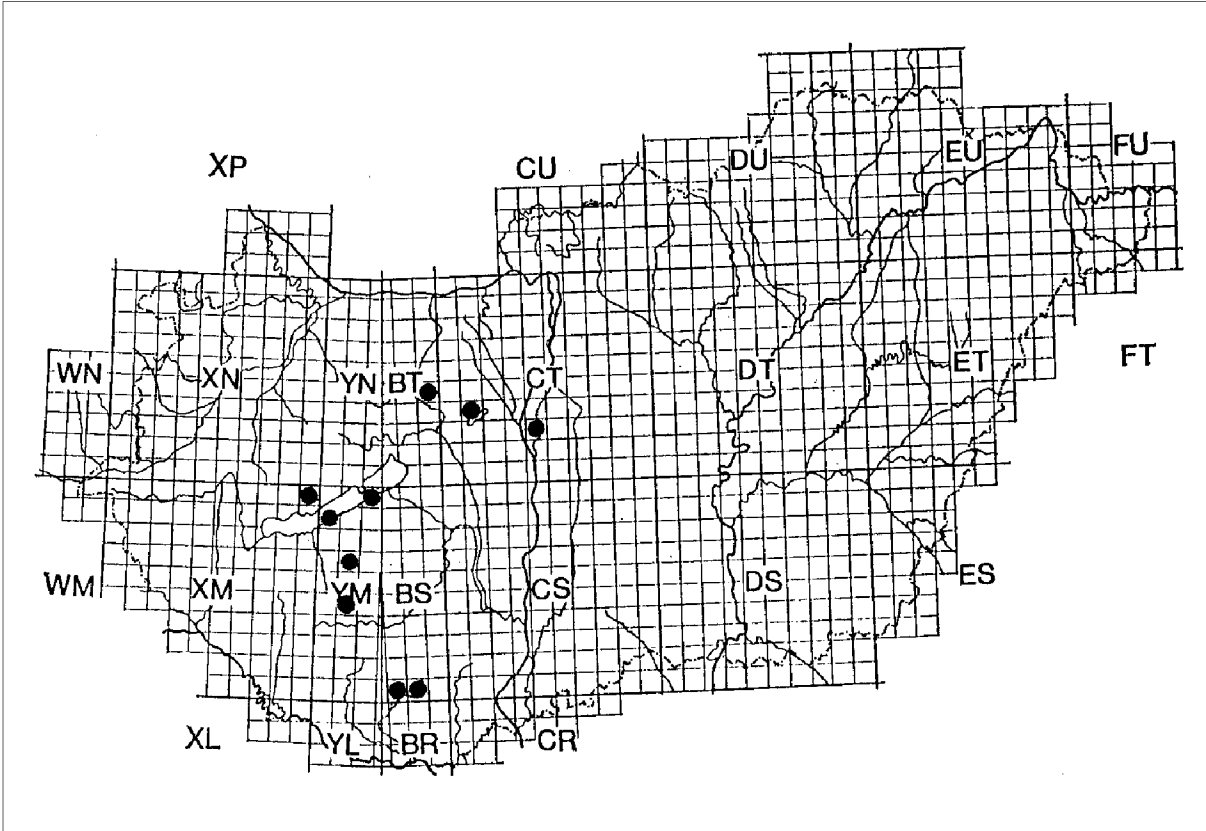 XP CU DU EU FU
WN XN YN BT CT DT ET FT
WM XM YM BS CS DS ES
XL YL BR CR